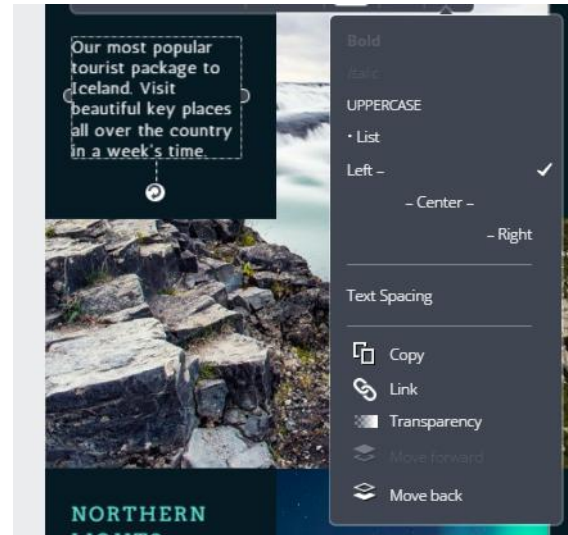 Our most popular
tourist package to
Iceland. Visit
beautiful key places
all over the country
in a week's time.
Bold
Italic
UPPERCASE
• List
Left –
– Center –
– Right
Text Spacing
Copy
Link
Transparency
Move forward
Move back
NORTHERN